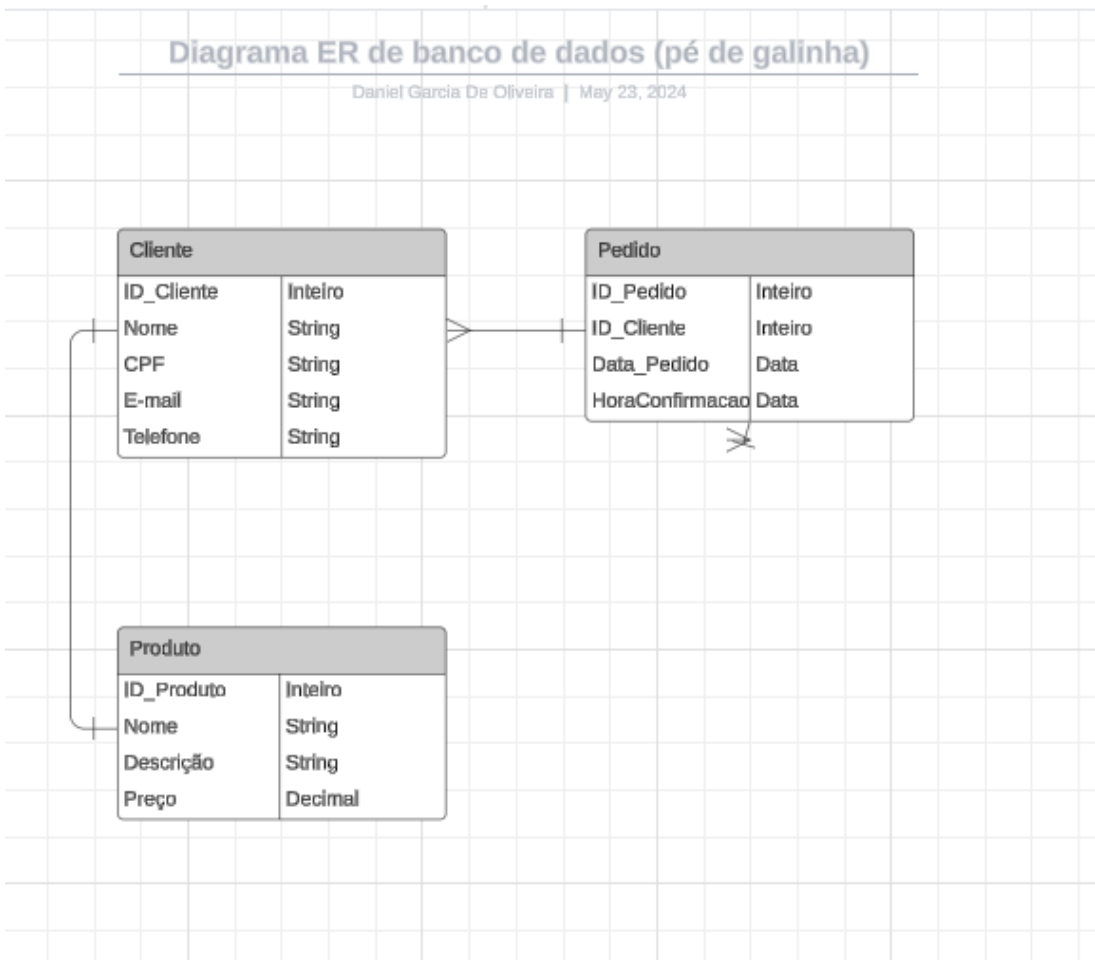 Diagrama ER de banco de dados (pé de galinha)
Daniel Garcia De Oliveira | May 23, 2024
Cliente
ID_Cliente Inteiro
Nome String
CPF String
E-mail String
Telefone String
Pedido
ID_Pedido Inteiro
ID_Cliente Inteiro
Data_Pedido Data
HoraConfirmacao Data
Produto
ID_Produto Inteiro
Nome String
Descrição String
Preço Decimal